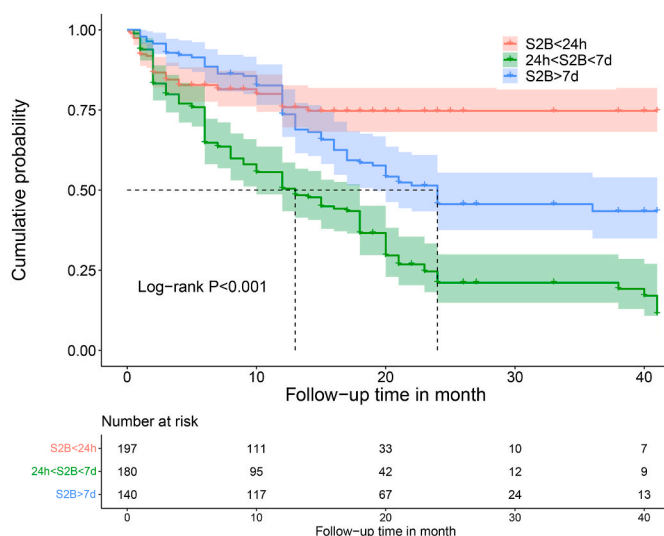 1.00
0.75
0.50
0.25
0.00
Cumulative probability
S2B<24h
24h<S2B<7d
S2B>7d
Log−rank P<0.001
0 10 20 30 40
Follow−up time in month
Number at risk
S2B<24h 197 111 33 10 7
24h<S2B<7d 180 95 42 12 9
S2B>7d 140 117 67 24 13
0 10 20 30 40
Follow−up time in month